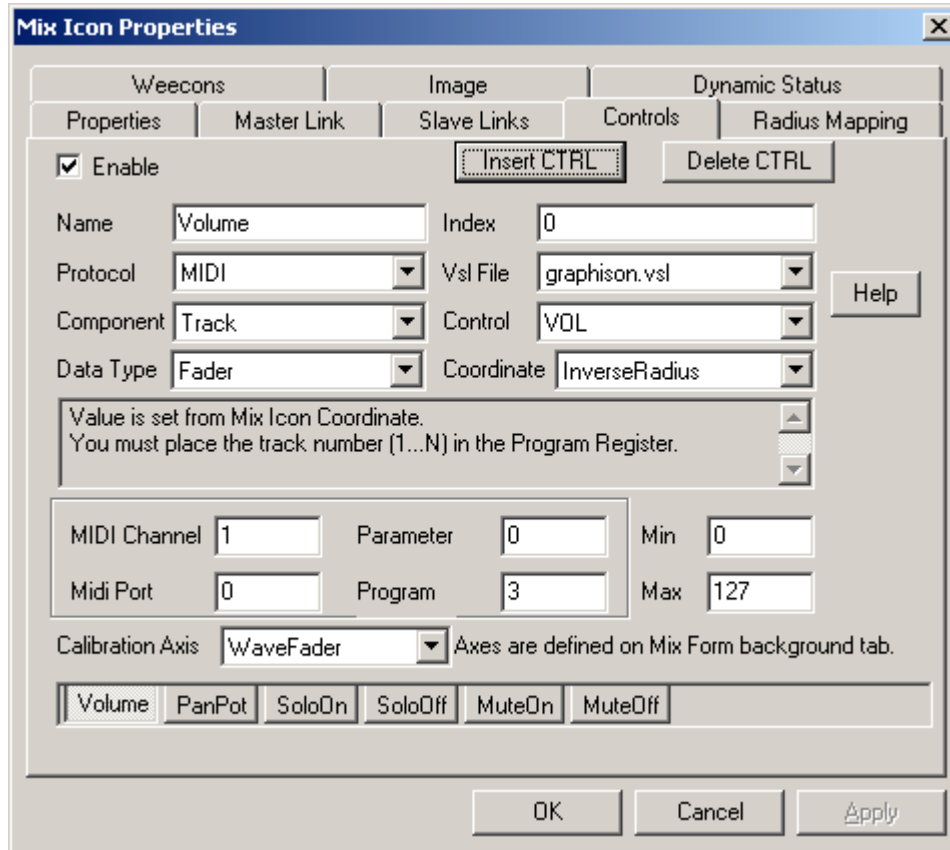 Mix Icon Properties
Weecons Image Dynamic Status
Properties Master Link Slave Links Controls Radius Mapping
Enable Insert CTRL Delete CTRL
Name Volume Index 0
Protocol MIDI Vsl File graphison.vsl
Help
Component Track Control VOL
Data Type Fader Coordinate InverseRadius
Value is set from Mix Icon Coordinate.
You must place the track number (1...N) in the Program Register.
MIDI Channel 1 Parameter 0 Min 0
Midi Port 0 Program 3 Max 127
Calibration Axis WaveFader Axes are defined on Mix Form background tab.
Volume PanPot SoloOn SoloOff MuteOn MuteOff
OK Cancel Apply